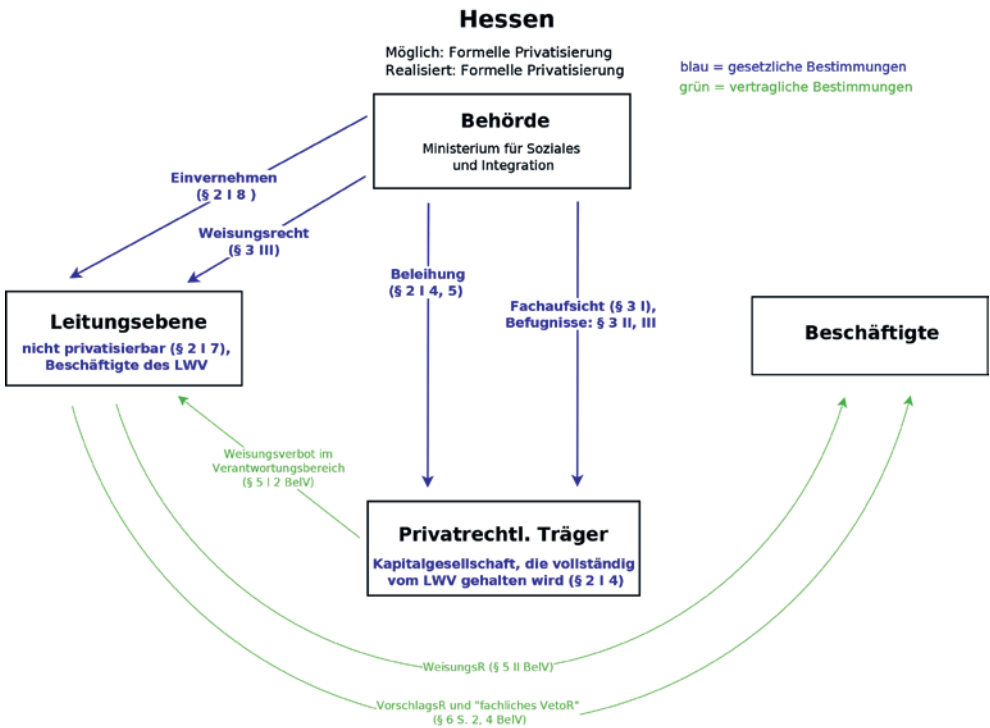 Hessen
Möglich: Formelle Privatisierung
Realisiert: Formelle Privatisierung
blau = gesetzliche Bestimmungen
grün = vertragliche Bestimmungen
Behörde
Ministerium für Soziales
und Integration
Einvernehmen
(§ 2 I 8 )
Weisungsrecht
(§ 3 III)
Beleihung
(§ 2 I 4, 5)
Fachaufsicht (§ 3 I),
Befugnisse: § 3 II, III
Leitungsebene
nicht privatisierbar (§ 2 I 7),
Beschäftigte des LWV
Beschäftigte
Weisungsverbot im
Verantwortungsbereich
(§ 5 I 2 BelV)
Privatrechtl. Träger
Kapitalgesellschaft, die vollständig
vom LWV gehalten wird (§ 2 I 4)
WeisungsR (§ 5 II BelV)
VorschlagsR und "fachliches VetoR"
(§ 6 S. 2, 4 BelV)